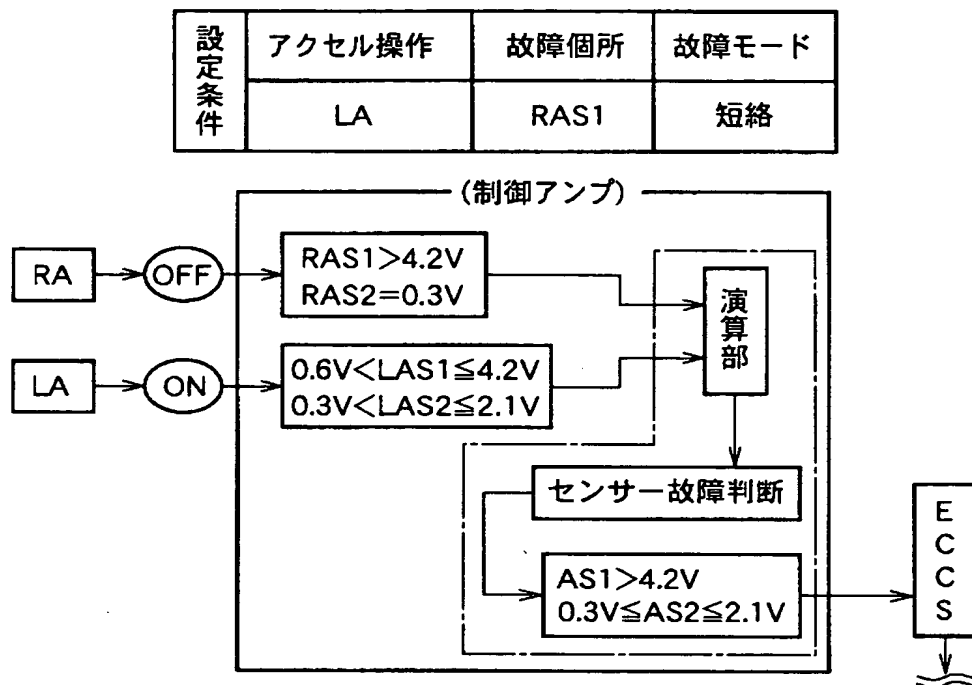 設定条件
アクセル操作
故障個所
故障モード
LA
RAS1
短絡
(制御アンプ)
RA
OFF
RAS1>4.2V
RAS2=0.3V
演算部
LA
ON
0.6V<LAS1≦4.2V
0.3V<LAS2≦2.1V
センサー故障判断
AS1>4.2V
0.3V≦AS2≦2.1V
ECCS